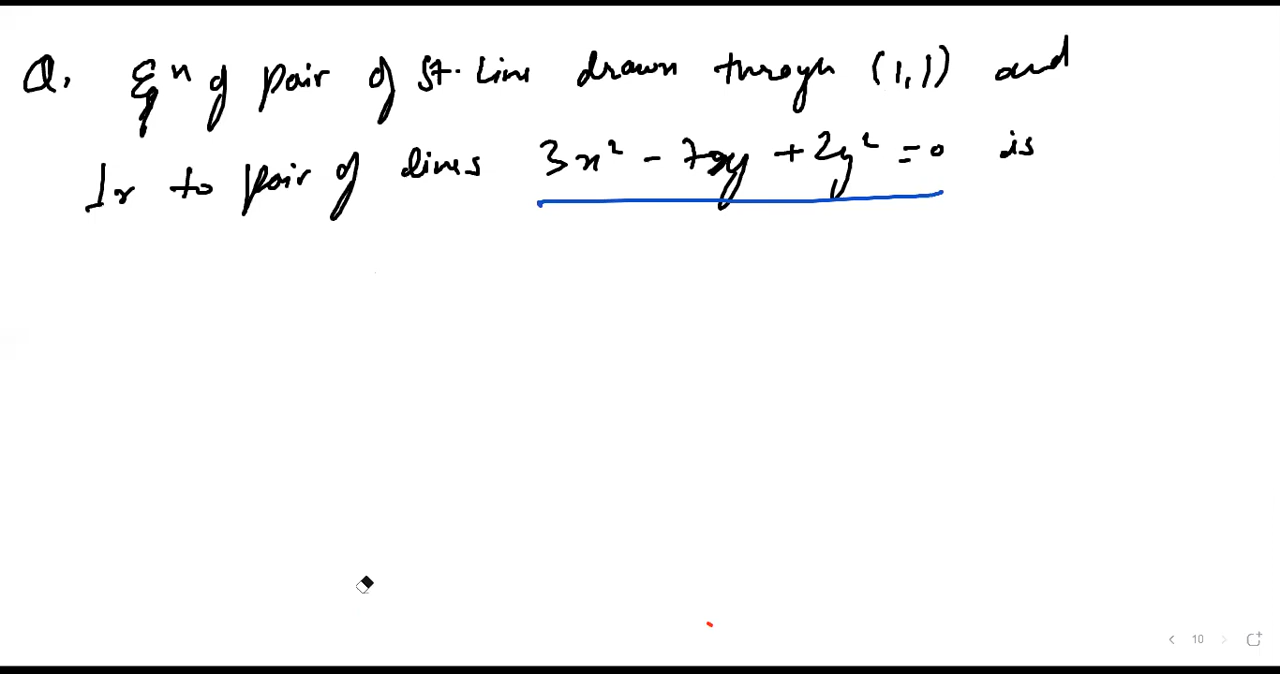 Q. Eqn of pair of St. Line drawn through (1,1) and
⊥r to pair of lines 3x² - 7xy + 2y² = 0 is
10